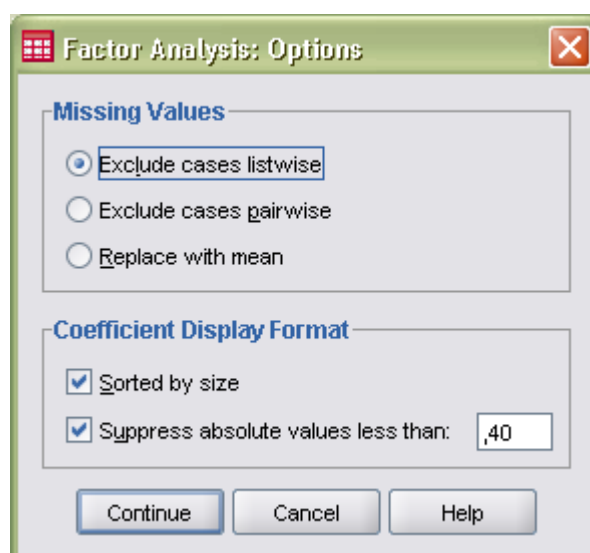 Factor Analysis: Options
Missing Values
Exclude cases listwise
Exclude cases pairwise
Replace with mean
Coefficient Display Format
Sorted by size
Suppress absolute values less than: ,40
Continue Cancel Help